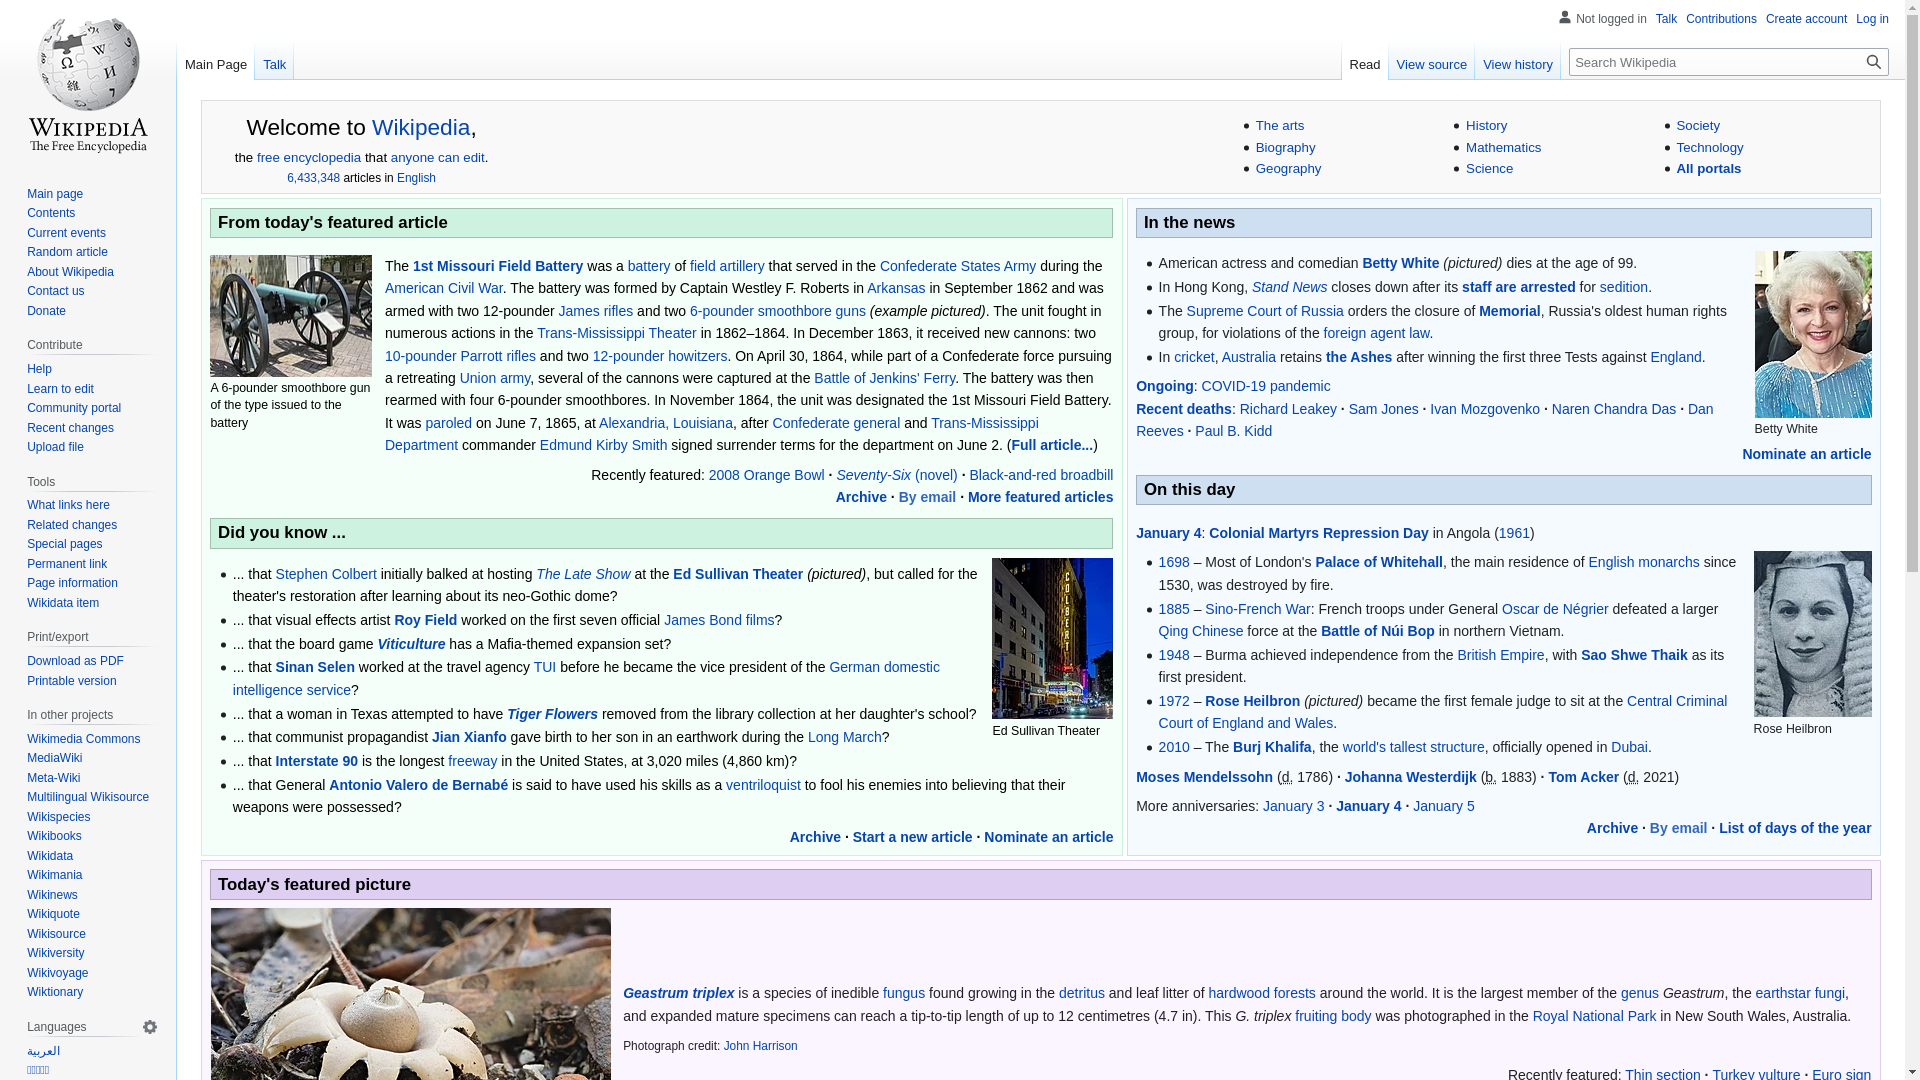 WIKIPEDIA
The Free Encyclopedia
Main page
Contents
Current events
Random article
About Wikipedia
Contact us
Donate
Contribute
Help
Learn to edit
Community portal
Recent changes
Upload file
Tools
What links here
Related changes
Special pages
Permanent link
Page information
Wikidata item
Print/export
Download as PDF
Printable version
In other projects
Wikimedia Commons
MediaWiki
Meta-Wiki
Multilingual Wikisource
Wikispecies
Wikibooks
Wikidata
Wikimania
Wikinews
Wikiquote
Wikisource
Wikiversity
Wikivoyage
Wiktionary
Languages
العربية
Not logged in Talk Contributions Create account Log in
Main Page Talk Read View source View history Search Wikipedia
Welcome to Wikipedia,
the free encyclopedia that anyone can edit.
6,433,348 articles in English
The arts
Biography
Geography
History
Mathematics
Science
Society
Technology
All portals
From today's featured article
A 6-pounder smoothbore gun
of the type issued to the
battery
The 1st Missouri Field Battery was a battery of field artillery that served in the Confederate States Army during the
American Civil War. The battery was formed by Captain Westley F. Roberts in Arkansas in September 1862 and was
armed with two 12-pounder James rifles and two 6-pounder smoothbore guns (example pictured). The unit fought in
numerous actions in the Trans-Mississippi Theater in 1862–1864. In December 1863, it received new cannons: two
10-pounder Parrott rifles and two 12-pounder howitzers. On April 30, 1864, while part of a Confederate force pursuing
a retreating Union army, several of the cannons were captured at the Battle of Jenkins' Ferry. The battery was then
rearmed with four 6-pounder smoothbores. In November 1864, the unit was designated the 1st Missouri Field Battery.
It was paroled on June 7, 1865, at Alexandria, Louisiana, after Confederate general and Trans-Mississippi
Department commander Edmund Kirby Smith signed surrender terms for the department on June 2. (Full article...)
Recently featured: 2008 Orange Bowl · Seventy-Six (novel) · Black-and-red broadbill
Archive · By email · More featured articles
Did you know ...
... that Stephen Colbert initially balked at hosting The Late Show at the Ed Sullivan Theater (pictured), but called for the
theater's restoration after learning about its neo-Gothic dome?
... that visual effects artist Roy Field worked on the first seven official James Bond films?
... that the board game Viticulture has a Mafia-themed expansion set?
... that Sinan Selen worked at the travel agency TUI before he became the vice president of the German domestic
intelligence service?
... that a woman in Texas attempted to have Tiger Flowers removed from the library collection at her daughter's school?
... that communist propagandist Jian Xianfo gave birth to her son in an earthwork during the Long March?
... that Interstate 90 is the longest freeway in the United States, at 3,020 miles (4,860 km)?
... that General Antonio Valero de Bernabé is said to have used his skills as a ventriloquist to fool his enemies into believing that their
weapons were possessed?
COLBERT
Ed Sullivan Theater
Archive · Start a new article · Nominate an article
In the news
American actress and comedian Betty White (pictured) dies at the age of 99.
In Hong Kong, Stand News closes down after its staff are arrested for sedition.
The Supreme Court of Russia orders the closure of Memorial, Russia's oldest human rights
group, for violations of the foreign agent law.
In cricket, Australia retains the Ashes after winning the first three Tests against England.
Ongoing: COVID-19 pandemic
Recent deaths: Richard Leakey · Sam Jones · Ivan Mozgovenko · Naren Chandra Das · Dan
Reeves · Paul B. Kidd
Betty White
Nominate an article
On this day
January 4: Colonial Martyrs Repression Day in Angola (1961)
1698 – Most of London's Palace of Whitehall, the main residence of English monarchs since
1530, was destroyed by fire.
1885 – Sino-French War: French troops under General Oscar de Négrier defeated a larger
Qing Chinese force at the Battle of Núi Bop in northern Vietnam.
1948 – Burma achieved independence from the British Empire, with Sao Shwe Thaik as its
first president.
1972 – Rose Heilbron (pictured) became the first female judge to sit at the Central Criminal
Court of England and Wales.
2010 – The Burj Khalifa, the world's tallest structure, officially opened in Dubai.
Rose Heilbron
Moses Mendelssohn (d. 1786) · Johanna Westerdijk (b. 1883) · Tom Acker (d. 2021)
More anniversaries: January 3 · January 4 · January 5
Archive · By email · List of days of the year
Today's featured picture
Geastrum triplex is a species of inedible fungus found growing in the detritus and leaf litter of hardwood forests around the world. It is the largest member of the genus Geastrum, the earthstar fungi,
and expanded mature specimens can reach a tip-to-tip length of up to 12 centimetres (4.7 in). This G. triplex fruiting body was photographed in the Royal National Park in New South Wales, Australia.
Photograph credit: John Harrison
Recently featured: Thin section · Turkey vulture · Euro sign